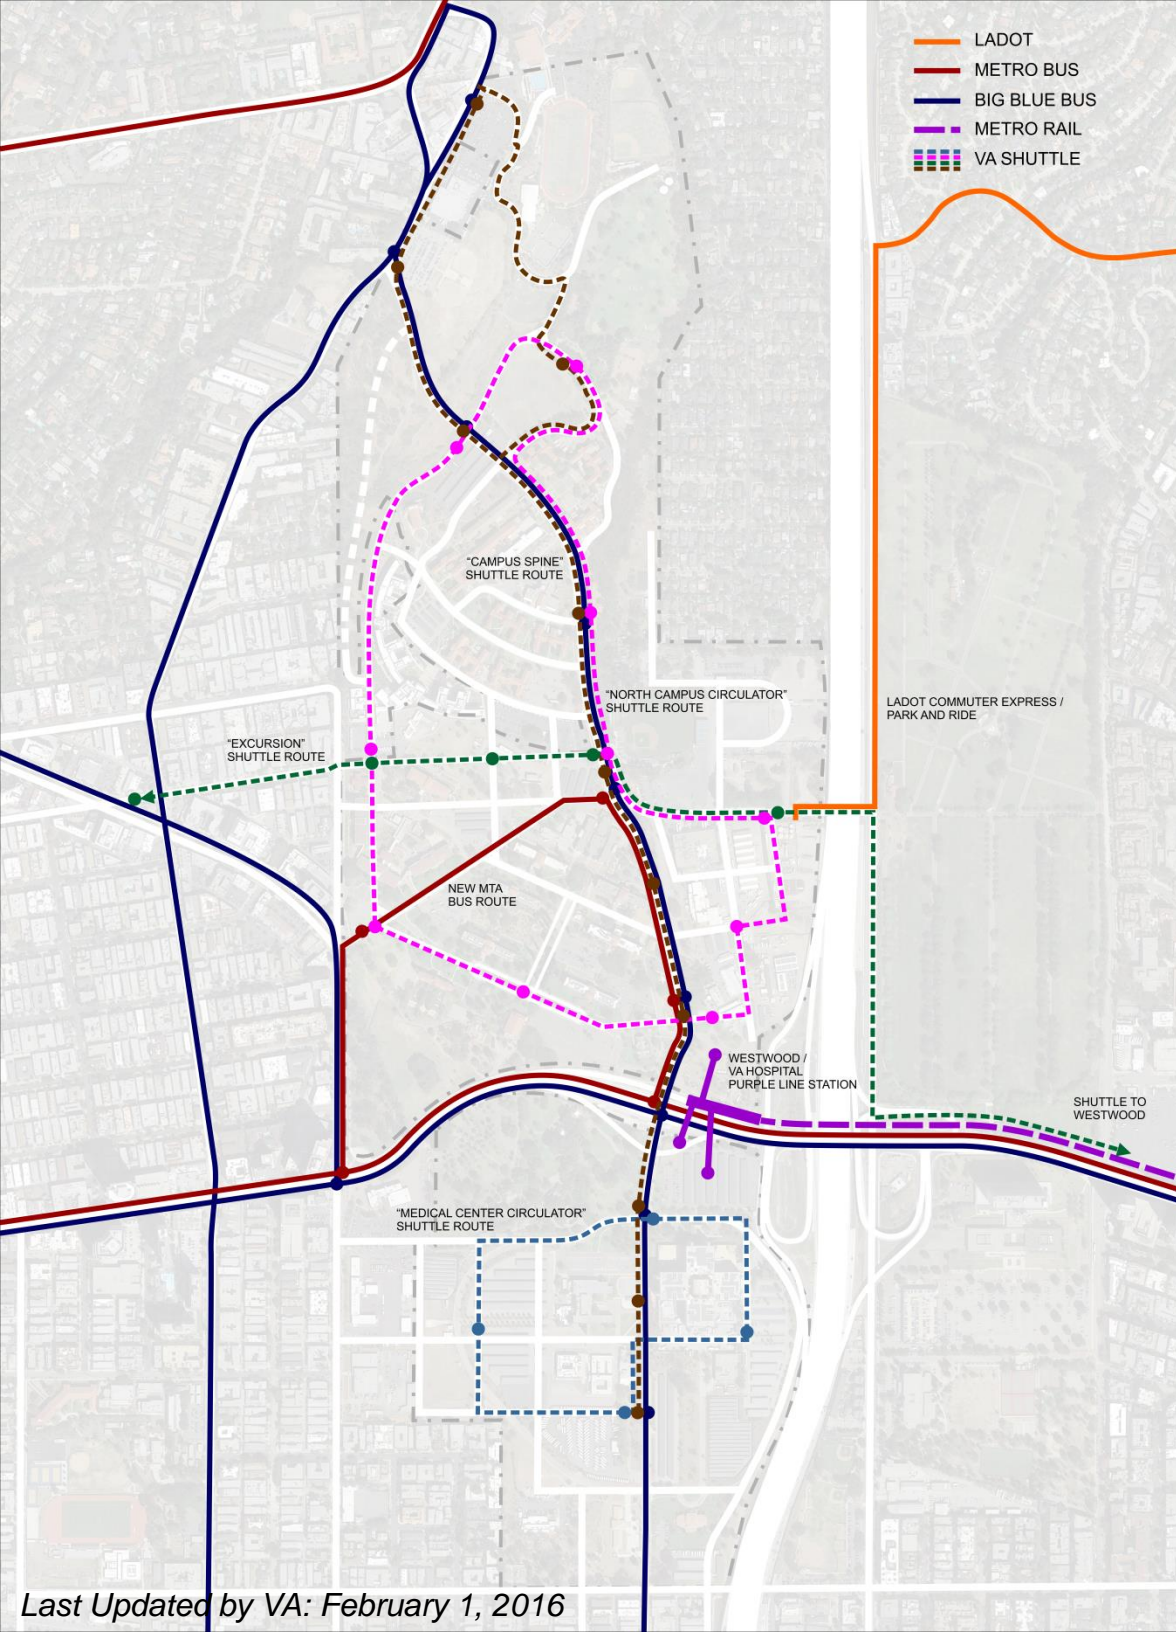 LADOT
METRO BUS
BIG BLUE BUS
METRO RAIL
VA SHUTTLE
“CAMPUS SPINE”
SHUTTLE ROUTE
“NORTH CAMPUS CIRCULATOR”
SHUTTLE ROUTE
LADOT COMMUTER EXPRESS /
PARK AND RIDE
“EXCURSION”
SHUTTLE ROUTE
NEW MTA
BUS ROUTE
WESTWOOD /
VA HOSPITAL
PURPLE LINE STATION
SHUTTLE TO
WESTWOOD
“MEDICAL CENTER CIRCULATOR”
SHUTTLE ROUTE
Last Updated by VA: February 1, 2016